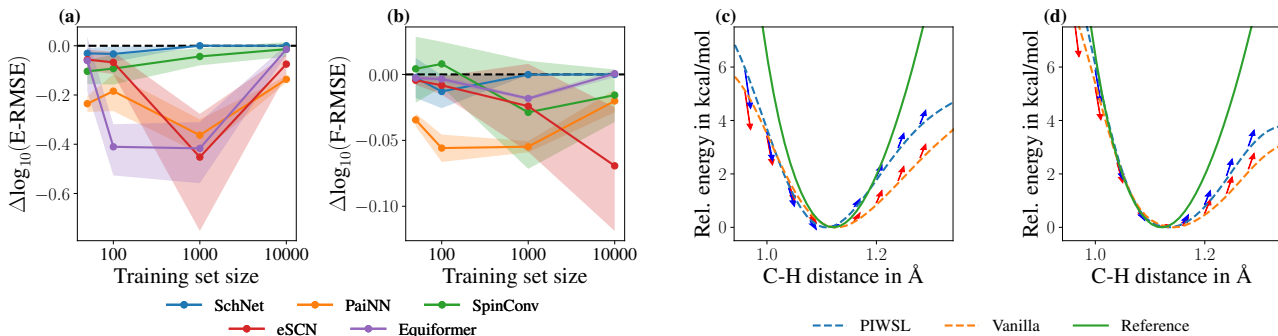 (a)
Δlog₁₀(E-RMSE)
0.0
−0.2
−0.4
−0.6
100
1000
10000
Training set size
(b)
Δlog₁₀(F-RMSE)
0.00
−0.05
−0.10
100
1000
10000
Training set size
SchNet
PaiNN
SpinConv
eSCN
Equiformer
(c)
Rel. energy in kcal/mol
6
4
2
0
1.0
1.2
C-H distance in Å
(d)
Rel. energy in kcal/mol
6
4
2
0
1.0
1.2
C-H distance in Å
PIWSL
Vanilla
Reference